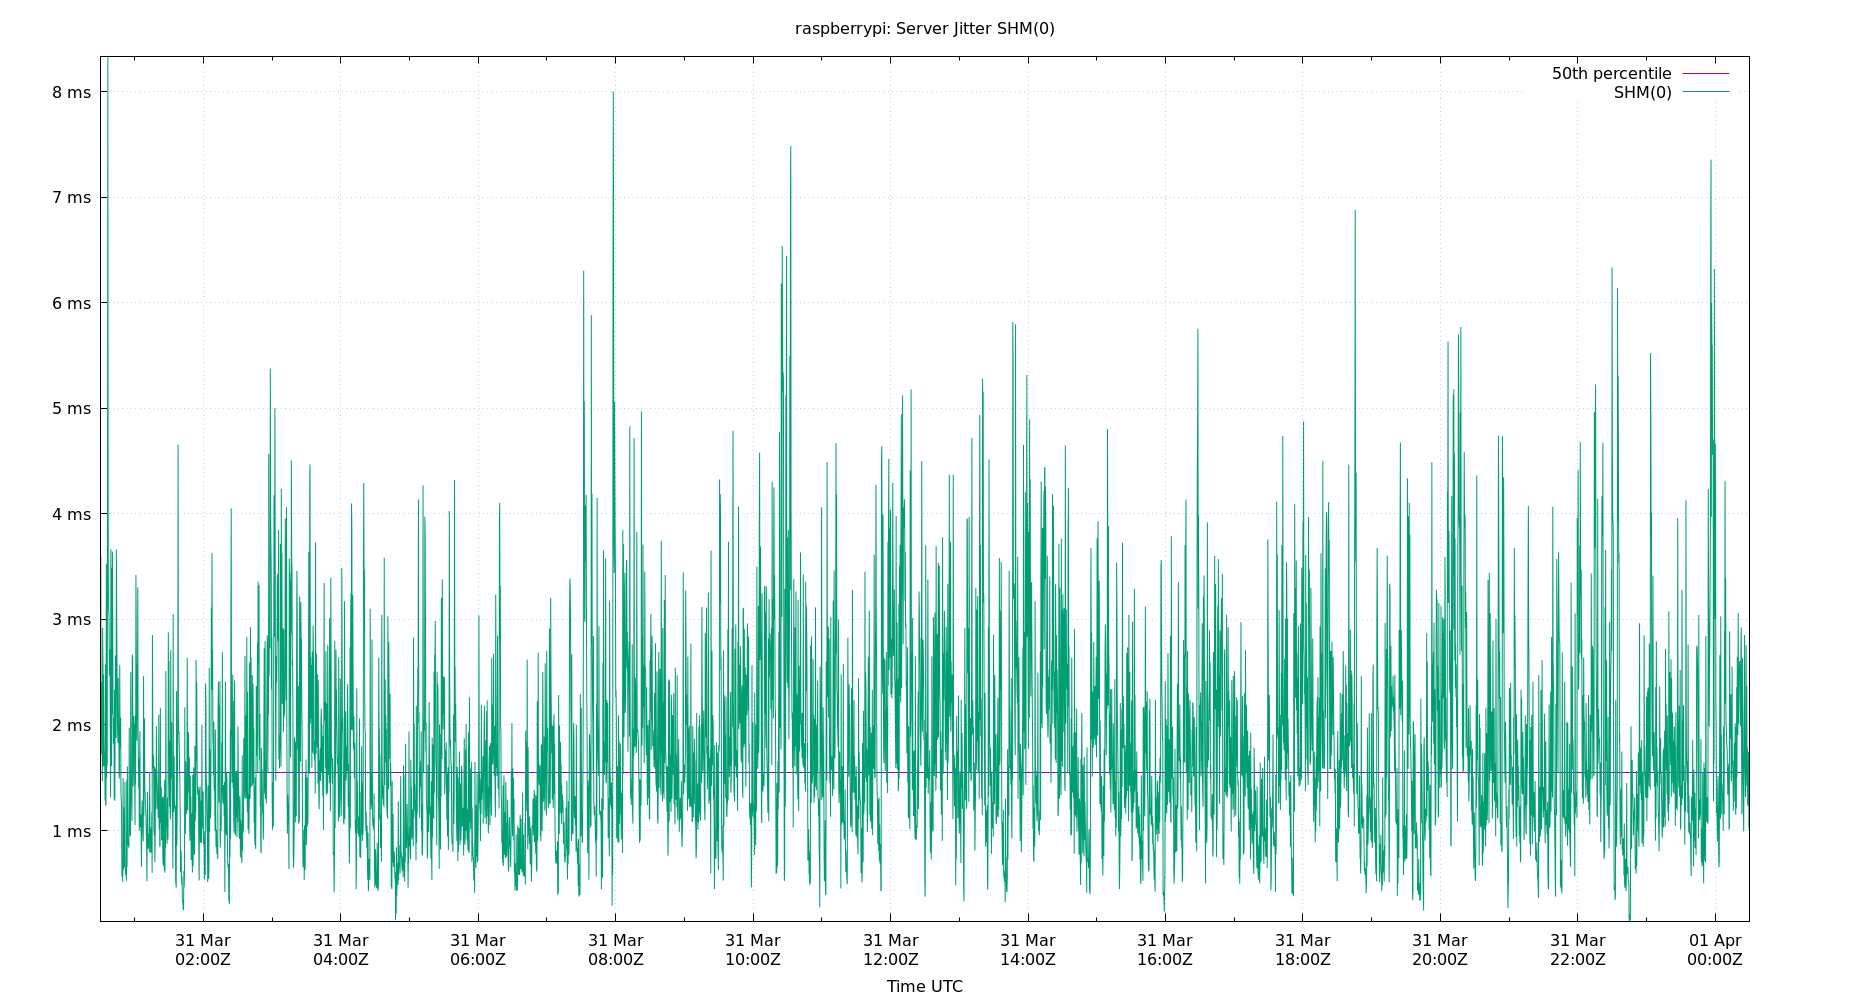 raspberrypi: Server Jitter SHM(0)
50th percentile
SHM(0)
8 ms
7 ms
6 ms
5 ms
4 ms
3 ms
2 ms
1 ms
31 Mar 31 Mar 31 Mar 31 Mar 31 Mar 31 Mar 31 Mar 31 Mar 31 Mar 31 Mar 31 Mar 01 Apr
02:00Z 04:00Z 06:00Z 08:00Z 10:00Z 12:00Z 14:00Z 16:00Z 18:00Z 20:00Z 22:00Z 00:00Z
Time UTC